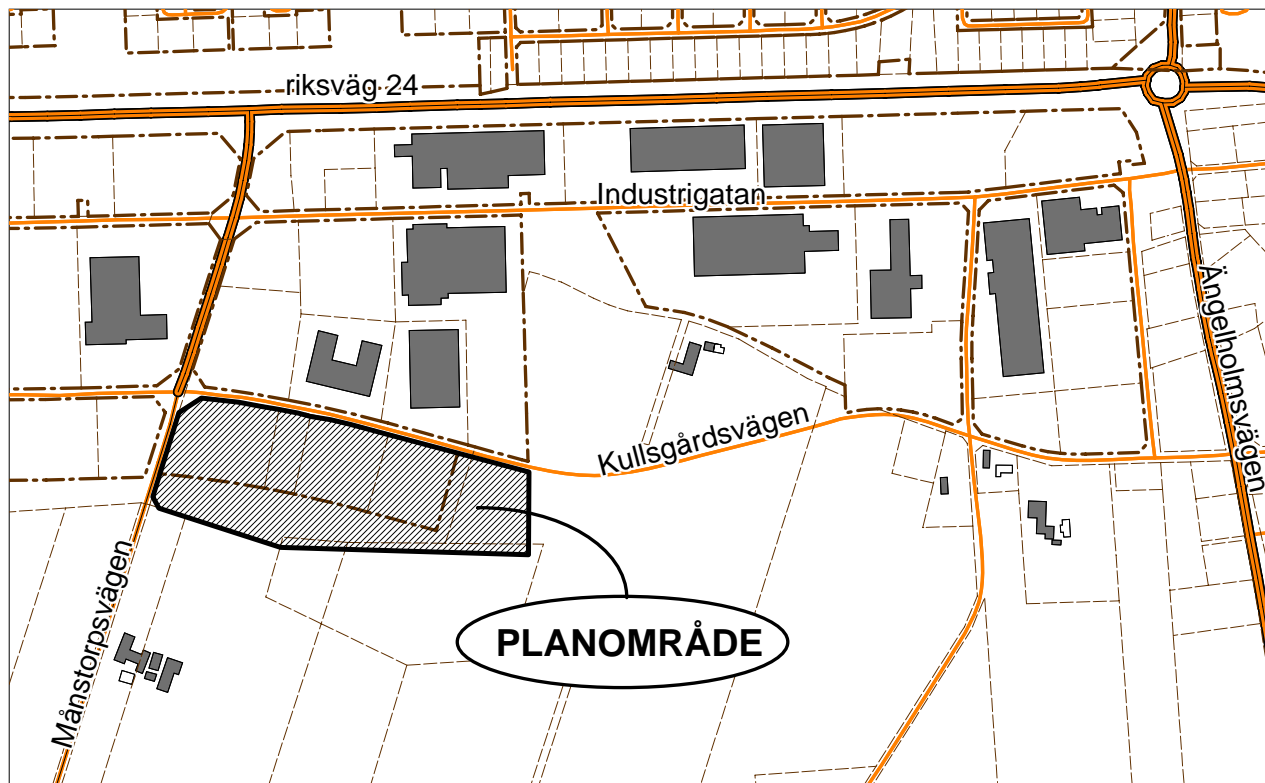 riksväg 24
Industrigatan
Ängelholmsvägen
Kullsgårdsvägen
Månstorpsvägen
PLANOMRÅDE